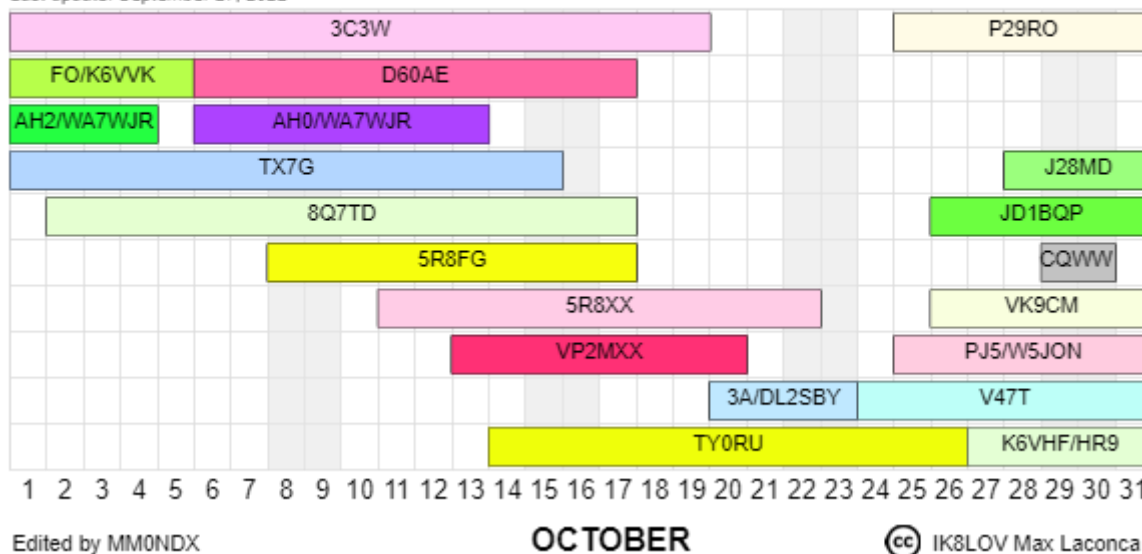 3C3W P29RO
FO/K6VVK D60AE
AH2/WA7WJR AH0/WA7WJR
TX7G J28MD
8Q7TD JD1BQP
5R8FG CQWW
5R8XX VK9CM
VP2MXX PJ5/W5JON
3A/DL2SBY V47T
TY0RU K6VHF/HR9
1 2 3 4 5 6 7 8 9 10 11 12 13 14 15 16 17 18 19 20 21 22 23 24 25 26 27 28 29 30 31
Edited by MM0NDX OCTOBER cc IK8LOV Max Laconca